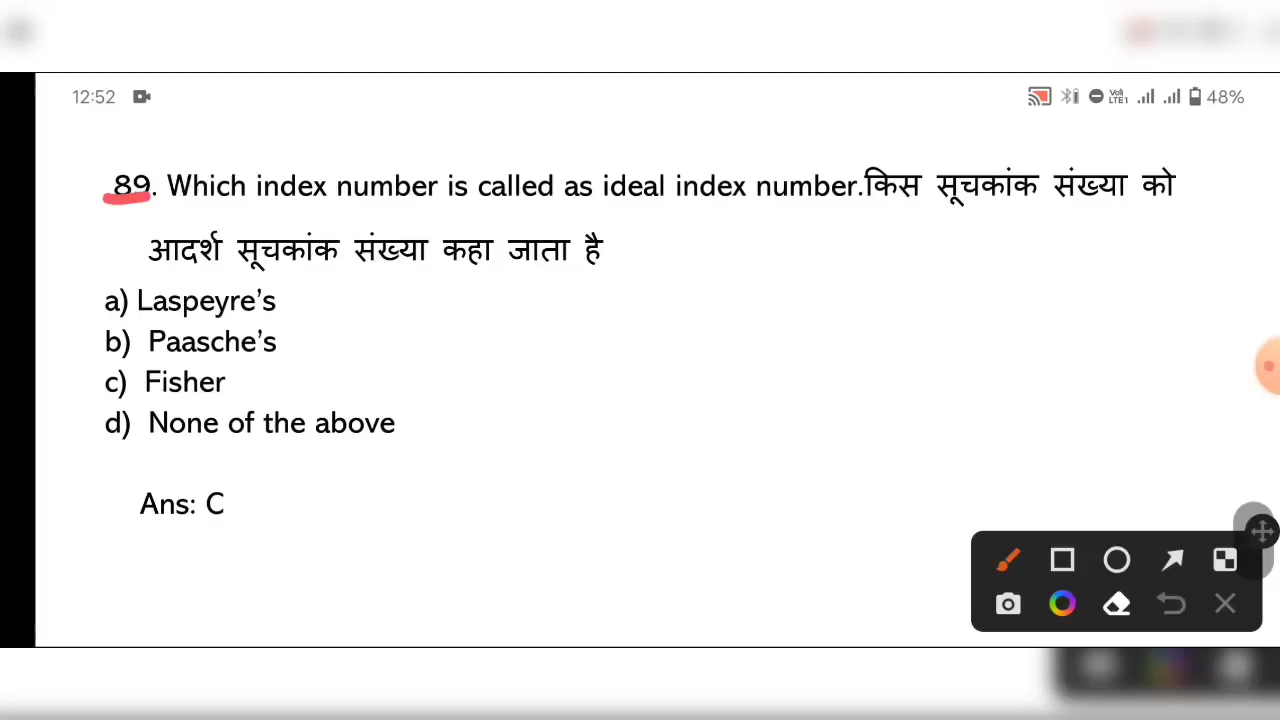 12:52 VoLTE1 48%
89. Which index number is called as ideal index number.किस सूचकांक संख्या को
आदर्श सूचकांक संख्या कहा जाता है
a) Laspeyre's
b) Paasche's
c) Fisher
d) None of the above
Ans: C